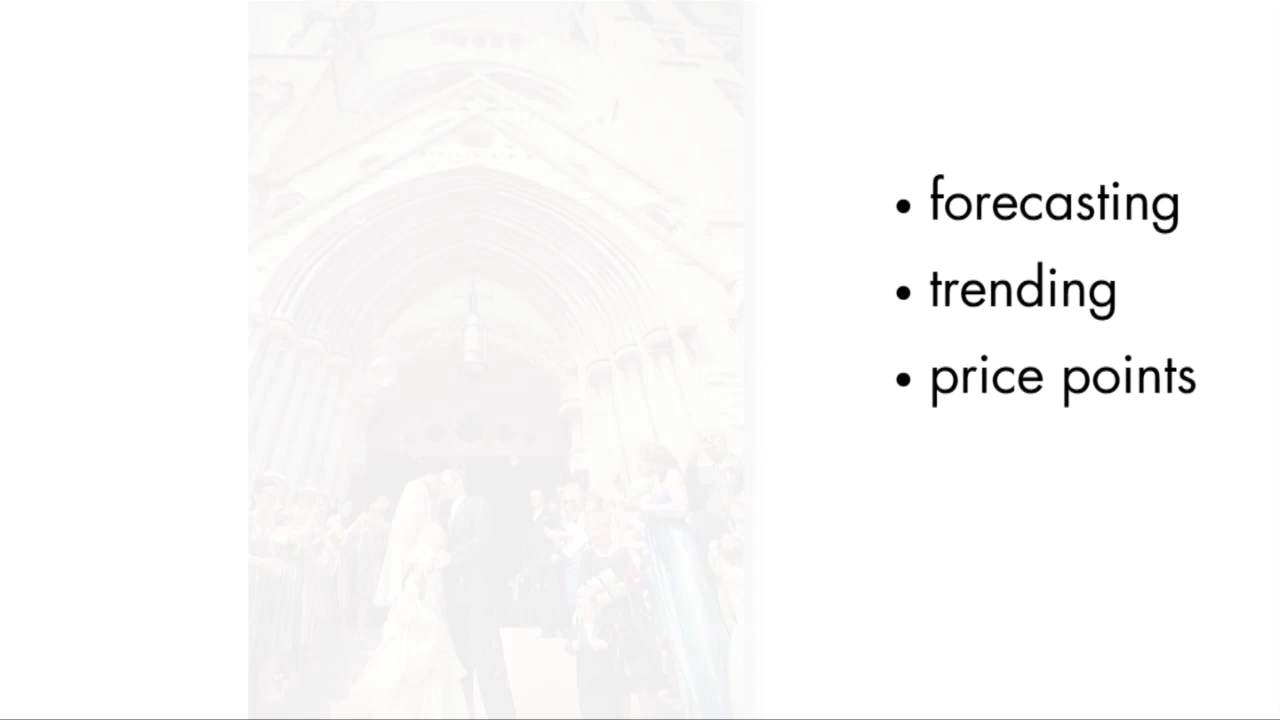 • forecasting
• trending
• price points